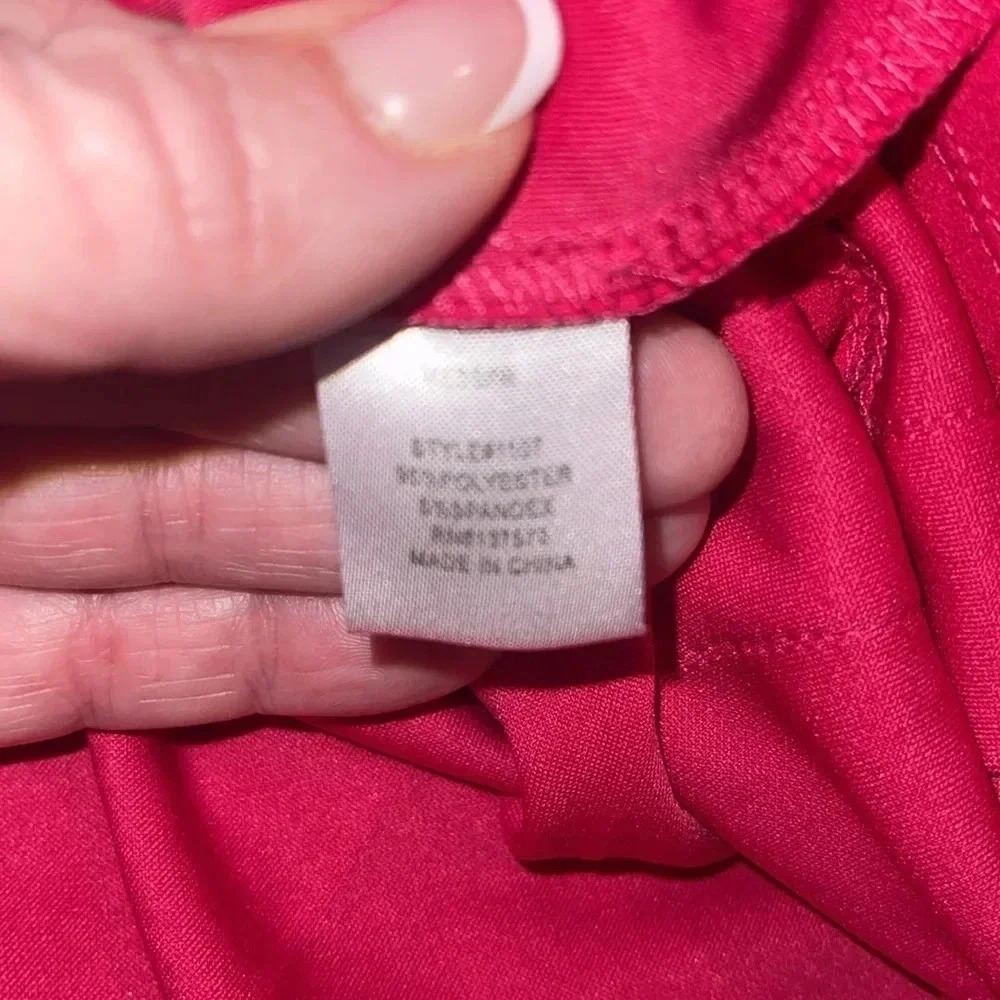 STYLE#1107
95%POLYESTER
5%SPANDEX
MADE IN CHINA